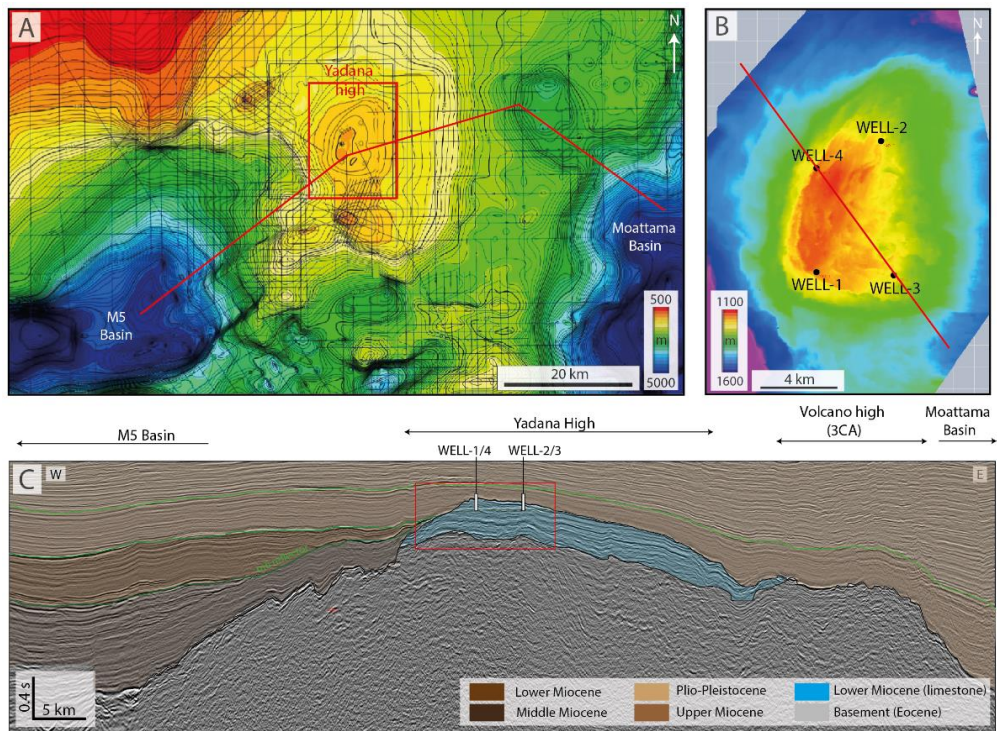 A
N
Yadana
high
M5
Basin
Moattama
Basin
500
m
5000
20 km
B
N
WELL-2
WELL-4
WELL-1
WELL-3
1100
m
1600
4 km
M5 Basin
Yadana High
Volcano high
(3CA)
Moattama
Basin
WELL-1/4
WELL-2/3
C
W
E
0.4 s
5 km
Lower Miocene
Plio-Pleistocene
Lower Miocene (limestone)
Middle Miocene
Upper Miocene
Basement (Eocene)